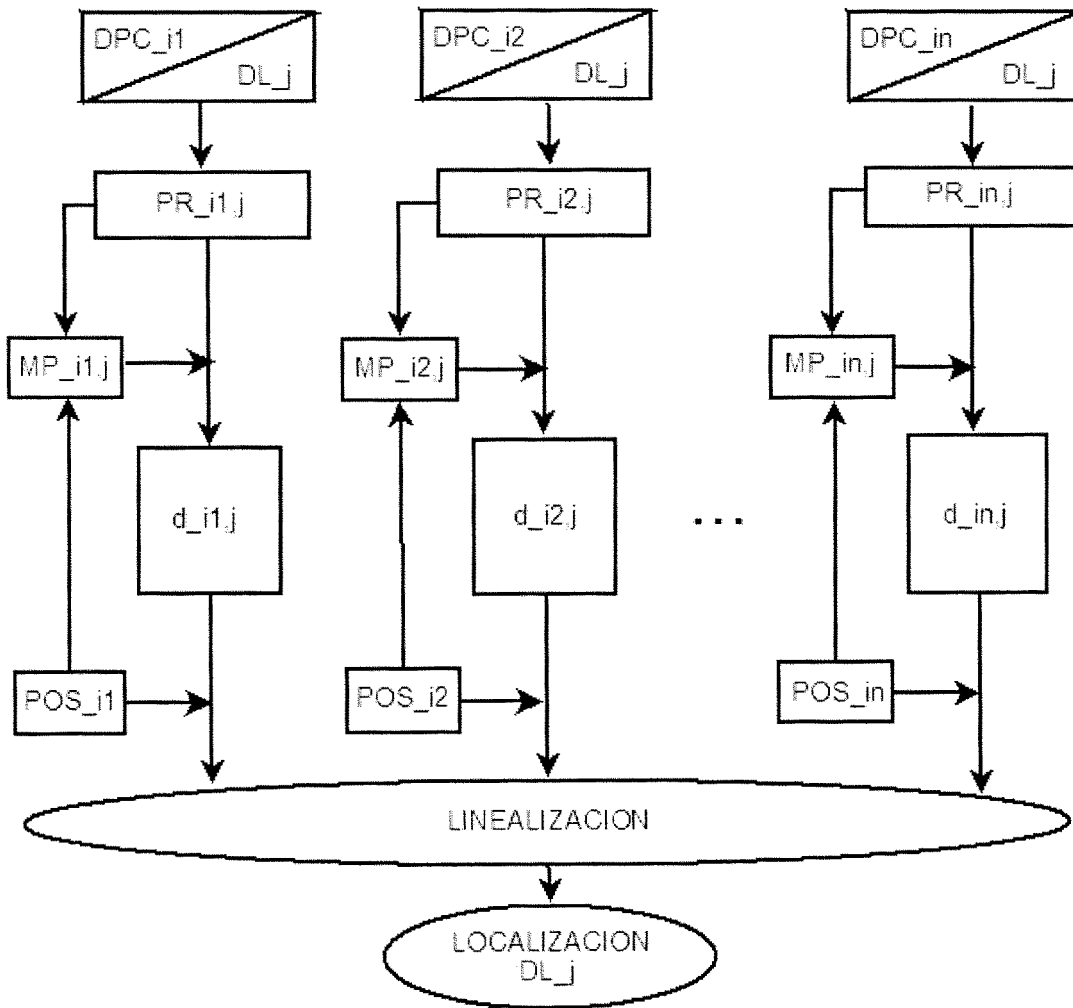 DPC_i1
DL_j
DPC_i2
DL_j
DPC_in
DL_j
PR_i1.j
PR_i2.j
PR_in.j
MP_i1.j
MP_i2.j
MP_in.j
d_i1.j
d_i2.j
...
d_in.j
POS_i1
POS_i2
POS_in
LINEALIZACION
LOCALIZACION
DL_j